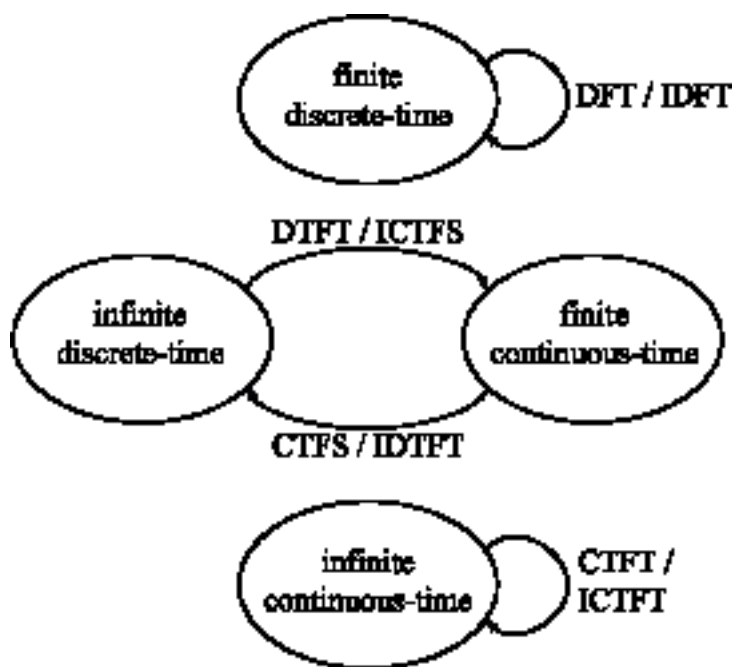 finite
discrete-time
DFT / IDFT
DTFT / ICTFS
infinite
discrete-time
finite
continuous-time
CTFS / IDTFT
infinite
continuous-time
CTFT /
ICTFT